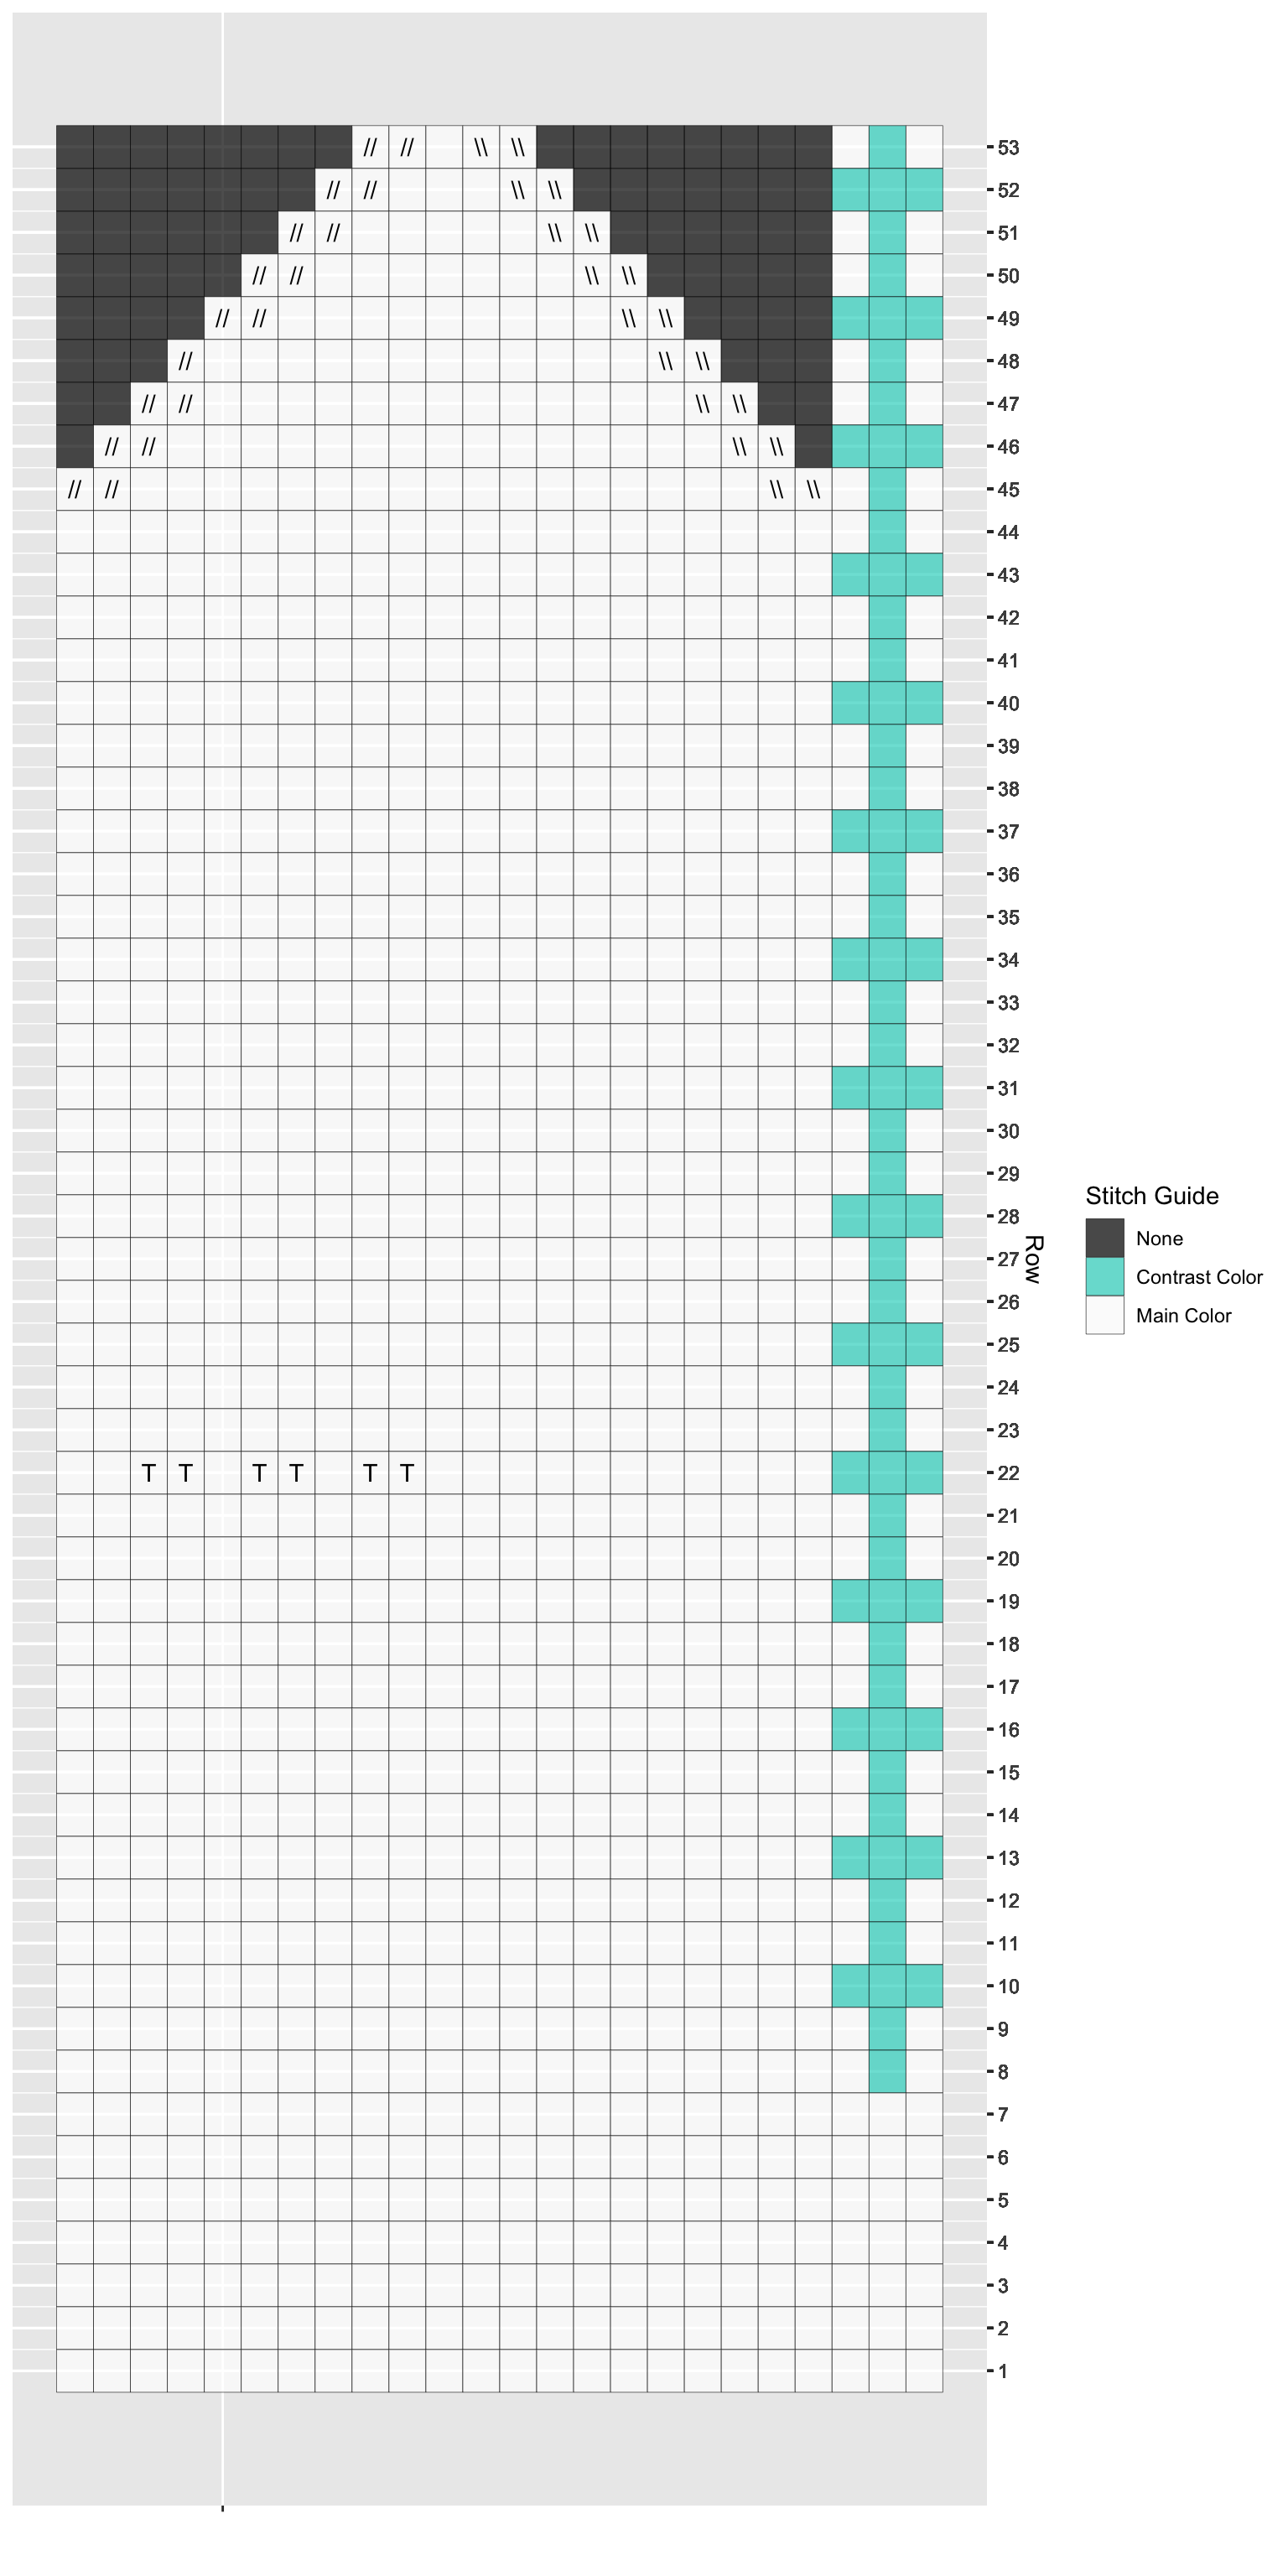 // // \\ \\ 53
// // \\ \\ 52
// // \\ \\ 51
// // \\ \\ 50
// // \\ \\ 49
// \\ \\ 48
// // \\ \\ 47
// // \\ \\ 46
// // \\ \\ 45
44
43
42
41
40
39
38
37
36
35
34
33
32
31
30
29
28
27
26
25
24
23
T T T T T T 22
21
20
19
18
17
16
15
14
13
12
11
10
9
8
7
6
5
4
3
2
1
Row
Stitch Guide
None
Contrast Color
Main Color